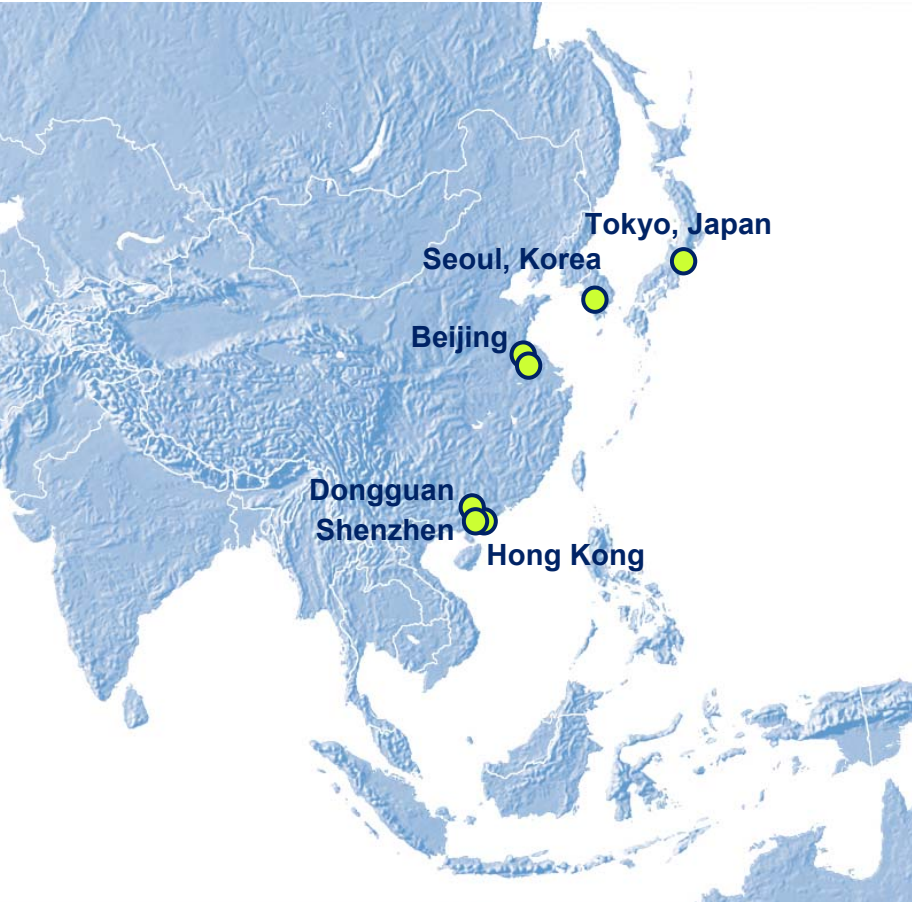 Tokyo, Japan
Seoul, Korea
Beijing
Dongguan
Shenzhen
Hong Kong